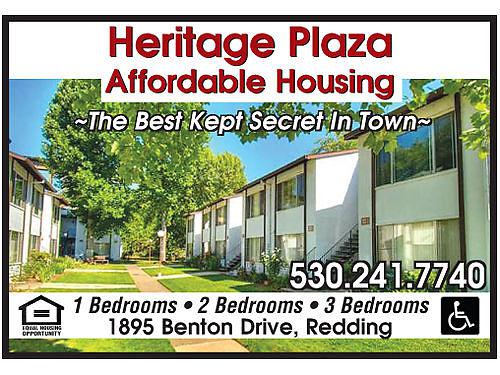 Heritage Plaza
Affordable Housing
~The Best Kept Secret In Town~
530.241.7740
1 Bedrooms • 2 Bedrooms • 3 Bedrooms
1895 Benton Drive, Redding
EQUAL HOUSING
OPPORTUNITY